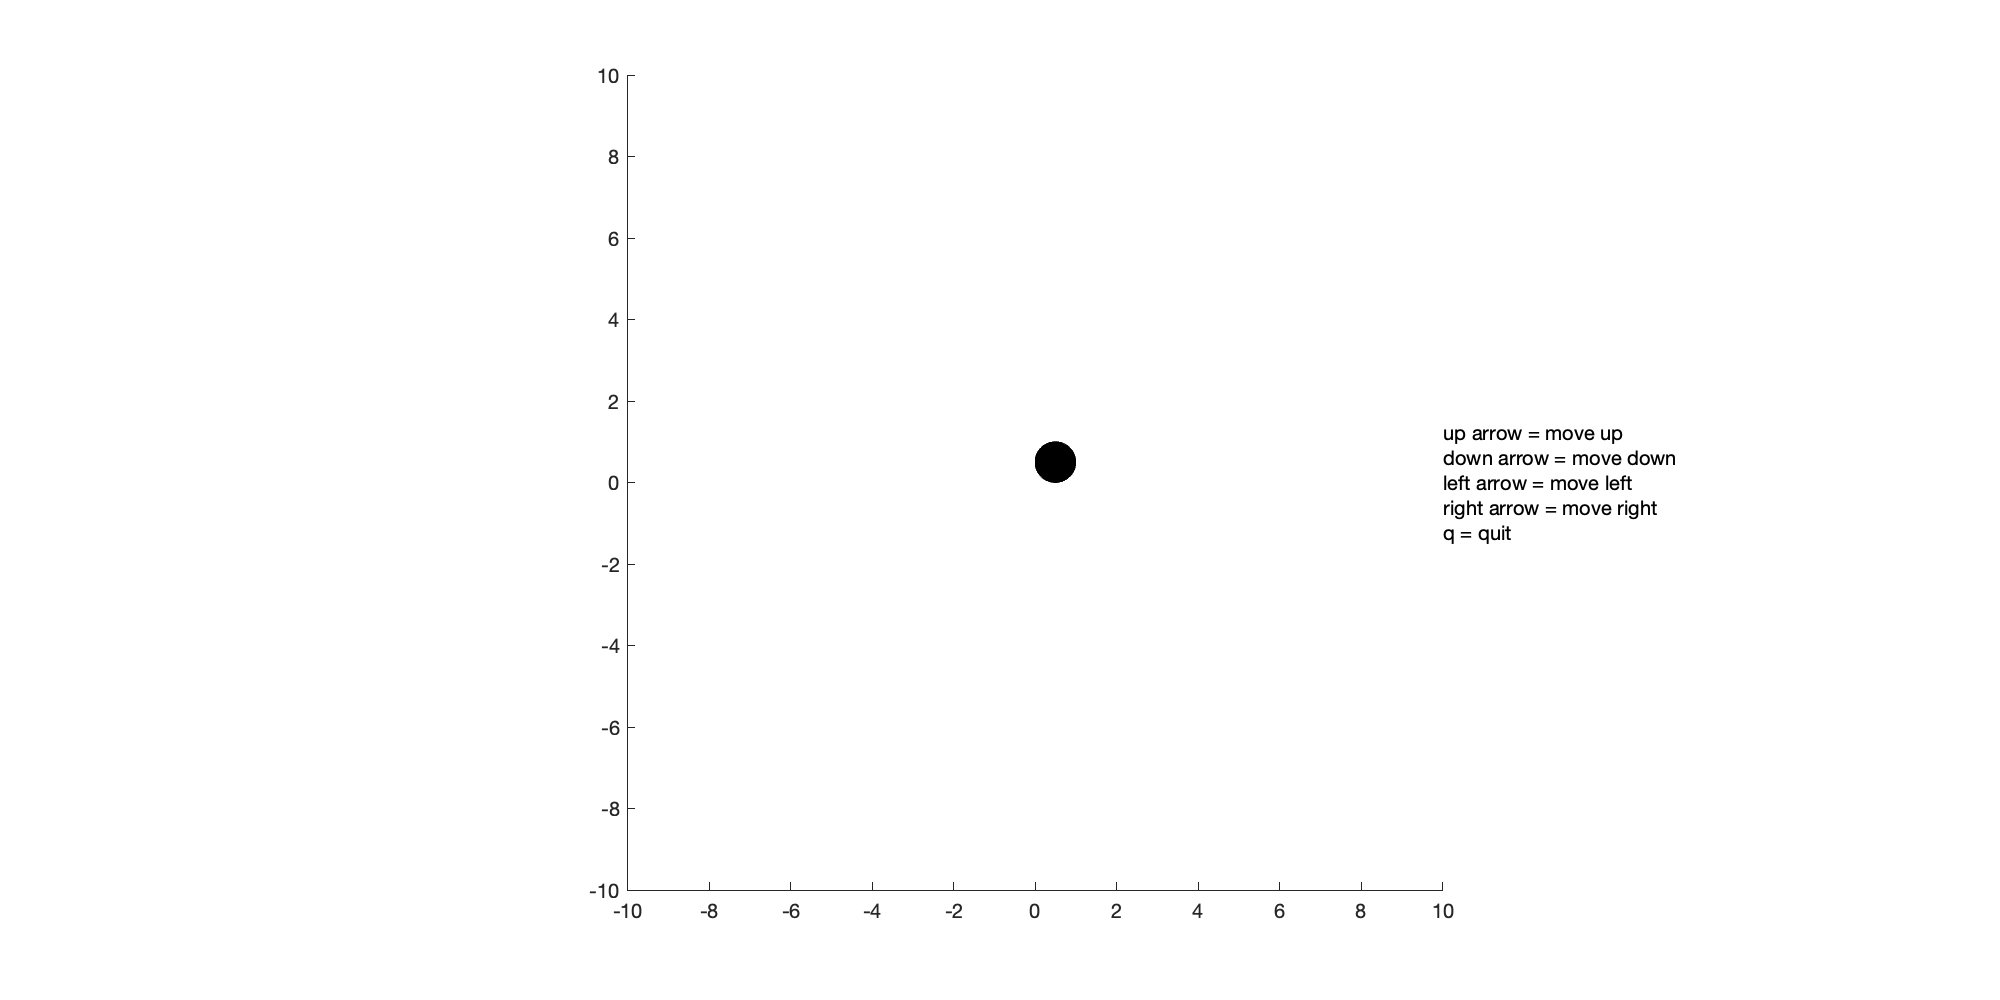 10
8
6
4
2
0
-2
-4
-6
-8
-10
-10 -8 -6 -4 -2 0 2 4 6 8 10
up arrow = move up
down arrow = move down
left arrow = move left
right arrow = move right
q = quit